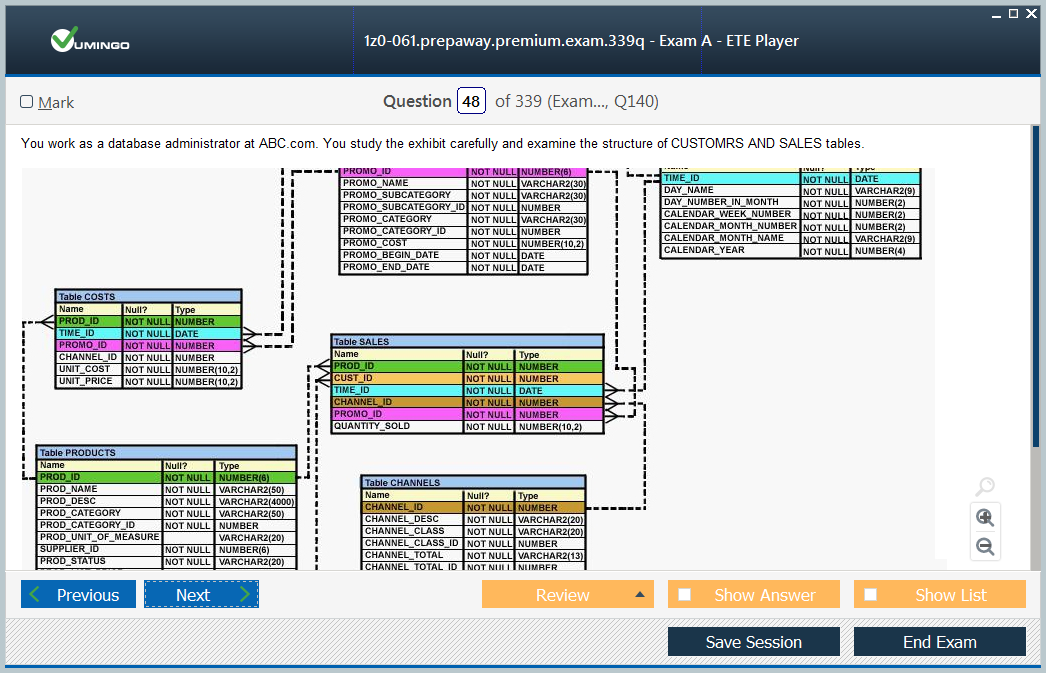 VUMINGO
1z0-061.prepaway.premium.exam.339q - Exam A - ETE Player
Mark
Question 48 of 339 (Exam..., Q140)
You work as a database administrator at ABC.com. You study the exhibit carefully and examine the structure of CUSTOMRS AND SALES tables.
PROMO_ID NOT NULL NUMBER(6)
PROMO_NAME NOT NULL VARCHAR2(30)
PROMO_SUBCATEGORY NOT NULL VARCHAR2(30)
PROMO_SUBCATEGORY_ID NOT NULL NUMBER
PROMO_CATEGORY NOT NULL VARCHAR2(30)
PROMO_CATEGORY_ID NOT NULL NUMBER
PROMO_COST NOT NULL NUMBER(10,2)
PROMO_BEGIN_DATE NOT NULL DATE
PROMO_END_DATE NOT NULL DATE
Name Null? Type
TIME_ID NOT NULL DATE
DAY_NAME NOT NULL VARCHAR2(9)
DAY_NUMBER_IN_MONTH NOT NULL NUMBER(2)
CALENDAR_WEEK_NUMBER NOT NULL NUMBER(2)
CALENDAR_MONTH_NUMBER NOT NULL NUMBER(2)
CALENDAR_MONTH_NAME NOT NULL VARCHAR2(9)
CALENDAR_YEAR NOT NULL NUMBER(4)
Table COSTS
Name Null? Type
PROD_ID NOT NULL NUMBER
TIME_ID NOT NULL DATE
PROMO_ID NOT NULL NUMBER
CHANNEL_ID NOT NULL NUMBER
UNIT_COST NOT NULL NUMBER(10,2)
UNIT_PRICE NOT NULL NUMBER(10,2)
Table SALES
Name Null? Type
PROD_ID NOT NULL NUMBER
CUST_ID NOT NULL NUMBER
TIME_ID NOT NULL DATE
CHANNEL_ID NOT NULL NUMBER
PROMO_ID NOT NULL NUMBER
QUANTITY_SOLD NOT NULL NUMBER(10,2)
Table PRODUCTS
Name Null? Type
PROD_ID NOT NULL NUMBER(6)
PROD_NAME NOT NULL VARCHAR2(50)
PROD_DESC NOT NULL VARCHAR2(4000)
PROD_CATEGORY NOT NULL VARCHAR2(50)
PROD_CATEGORY_ID NOT NULL NUMBER
PROD_UNIT_OF_MEASURE VARCHAR2(20)
SUPPLIER_ID NOT NULL NUMBER(6)
PROD_STATUS NOT NULL VARCHAR2(20)
Table CHANNELS
Name Null? Type
CHANNEL_ID NOT NULL NUMBER
CHANNEL_DESC NOT NULL VARCHAR2(20)
CHANNEL_CLASS NOT NULL VARCHAR2(20)
CHANNEL_CLASS_ID NOT NULL NUMBER
CHANNEL_TOTAL NOT NULL VARCHAR2(13)
CHANNEL_TOTAL_ID NOT NULL NUMBER
Previous
Next
Review
Show Answer
Show List
Save Session
End Exam